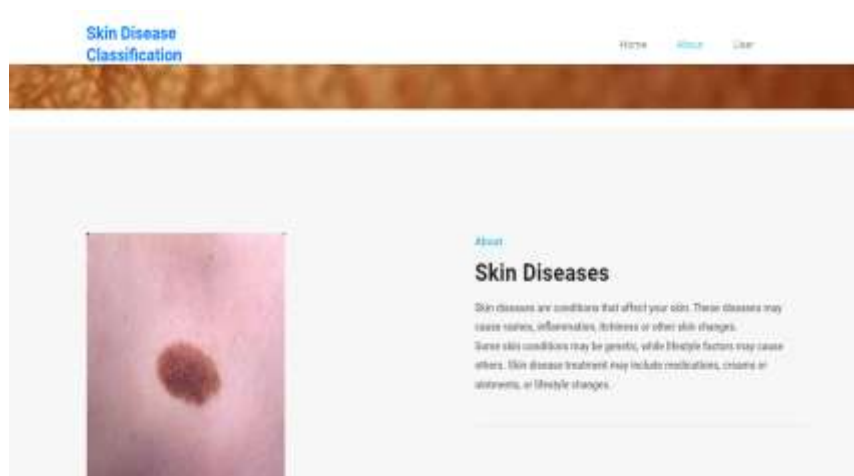 Skin Disease
Classification
Home About User
About
Skin Diseases
Skin diseases are conditions that affect your skin. These diseases may
cause rashes, inflammation, itchiness or other skin changes.
Some skin conditions may be genetic, while lifestyle factors may cause
others. Skin disease treatment may include medications, creams or
ointments, or lifestyle changes.